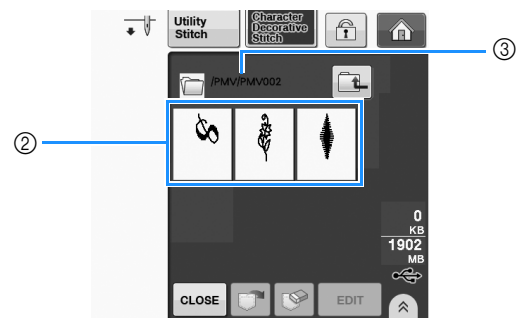 Utility
Stitch
Character
Decorative
Stitch
③
/PMV/PMV002
②
0
KB
1902
MB
CLOSE
EDIT